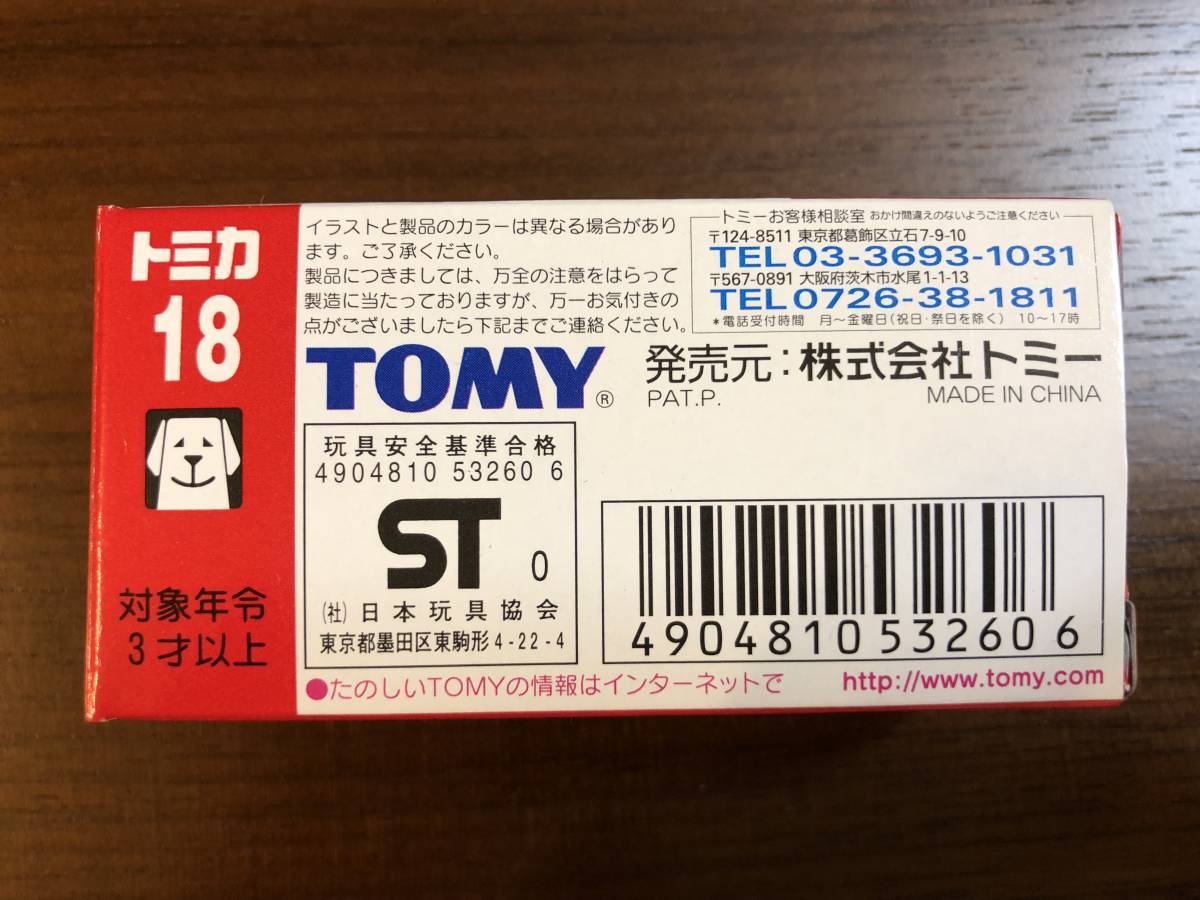 トミカ
18
対象年令
3才以上
イラストと製品のカラーは異なる場合があり
ます。ご了承ください。
製品につきましては、万全の注意をはらって
製造に当たっておりますが、万一お気付きの
点がございましたら下記までご連絡ください。
トミーお客様相談室 おかけ間違えのないようご注意ください
〒124-8511 東京都葛飾区立石7-9-10
TEL 03-3693-1031
〒567-0891 大阪府茨木市水尾1-1-13
TEL 0726-38-1811
*電話受付時間 月〜金曜日(祝日・祭日を除く) 10〜17時
TOMY®
発売元:株式会社トミー
PAT.P. MADE IN CHINA
玩具安全基準合格
4904810 53260 6
ST 0
(社)日本玩具協会
東京都墨田区東駒形4-22-4
4904810532606
●たのしいTOMYの情報はインターネットで http://www.tomy.com